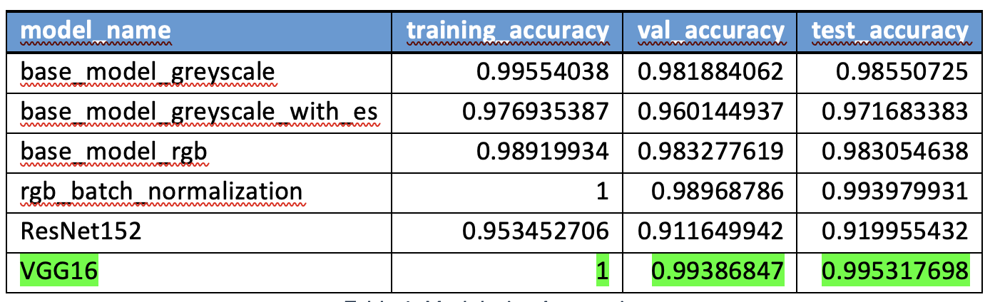 model_name training_accuracy val_accuracy test_accuracy
base_model_greyscale 0.99554038 0.981884062 0.98550725
base_model_greyscale_with_es 0.976935387 0.960144937 0.971683383
base_model_rgb 0.98919934 0.983277619 0.983054638
rgb_batch_normalization 1 0.98968786 0.993979931
ResNet152 0.953452706 0.911649942 0.919955432
VGG16 1 0.99386847 0.995317698